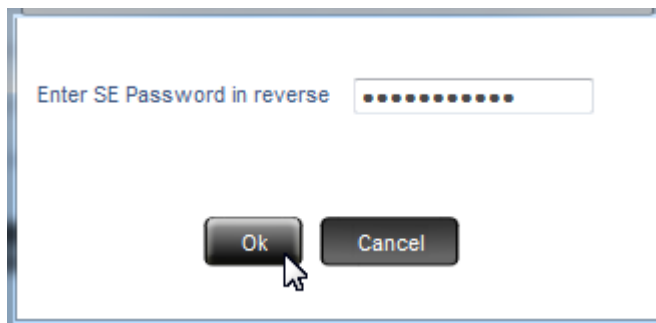 Enter SE Password in reverse •••••••••••
Ok Cancel